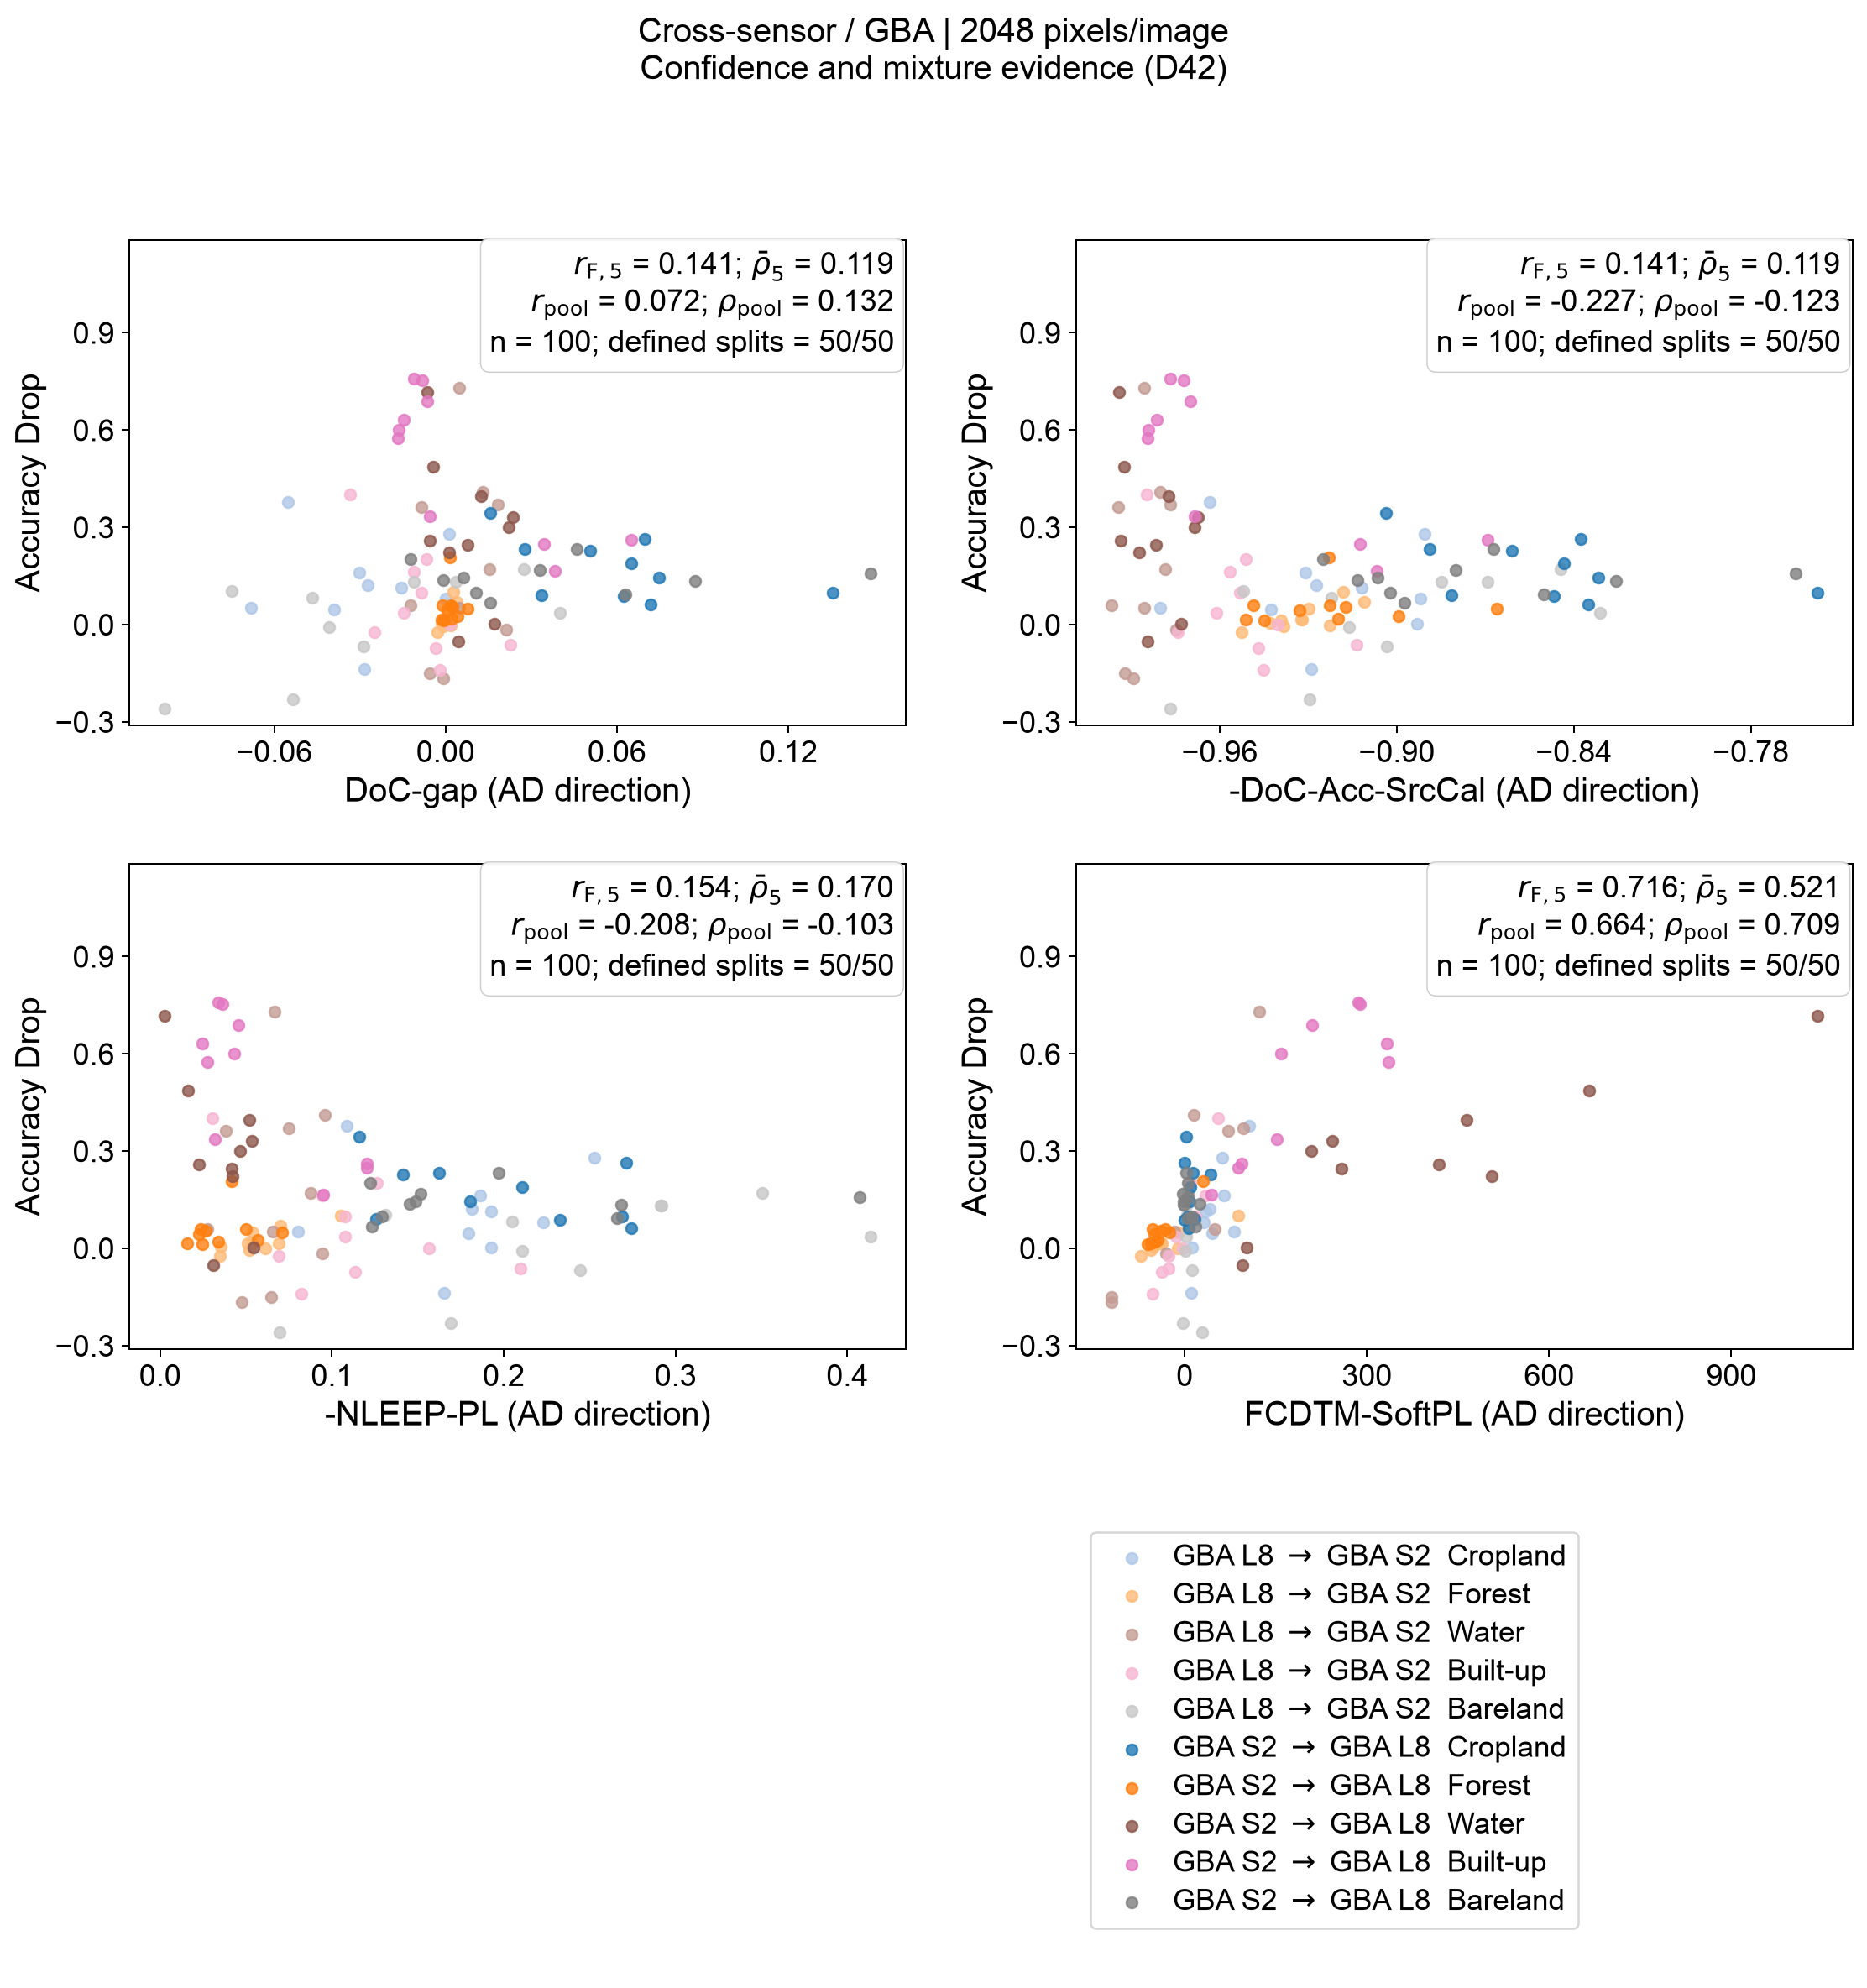 Cross-sensor / GBA | 2048 pixels/image
Confidence and mixture evidence (D42)
r_F,5 = 0.141; ρ̄_5 = 0.119
r_pool = 0.072; ρ_pool = 0.132
n = 100; defined splits = 50/50
0.9
0.6
0.3
0.0
−0.3
Accuracy Drop
−0.06 0.00 0.06 0.12
DoC-gap (AD direction)
r_F,5 = 0.141; ρ̄_5 = 0.119
r_pool = -0.227; ρ_pool = -0.123
n = 100; defined splits = 50/50
0.9
0.6
0.3
0.0
−0.3
Accuracy Drop
−0.96 −0.90 −0.84 −0.78
-DoC-Acc-SrcCal (AD direction)
r_F,5 = 0.154; ρ̄_5 = 0.170
r_pool = -0.208; ρ_pool = -0.103
n = 100; defined splits = 50/50
0.9
0.6
0.3
0.0
−0.3
Accuracy Drop
0.0 0.1 0.2 0.3 0.4
-NLEEP-PL (AD direction)
r_F,5 = 0.716; ρ̄_5 = 0.521
r_pool = 0.664; ρ_pool = 0.709
n = 100; defined splits = 50/50
0.9
0.6
0.3
0.0
−0.3
Accuracy Drop
0 300 600 900
FCDTM-SoftPL (AD direction)
GBA L8 → GBA S2 Cropland
GBA L8 → GBA S2 Forest
GBA L8 → GBA S2 Water
GBA L8 → GBA S2 Built-up
GBA L8 → GBA S2 Bareland
GBA S2 → GBA L8 Cropland
GBA S2 → GBA L8 Forest
GBA S2 → GBA L8 Water
GBA S2 → GBA L8 Built-up
GBA S2 → GBA L8 Bareland